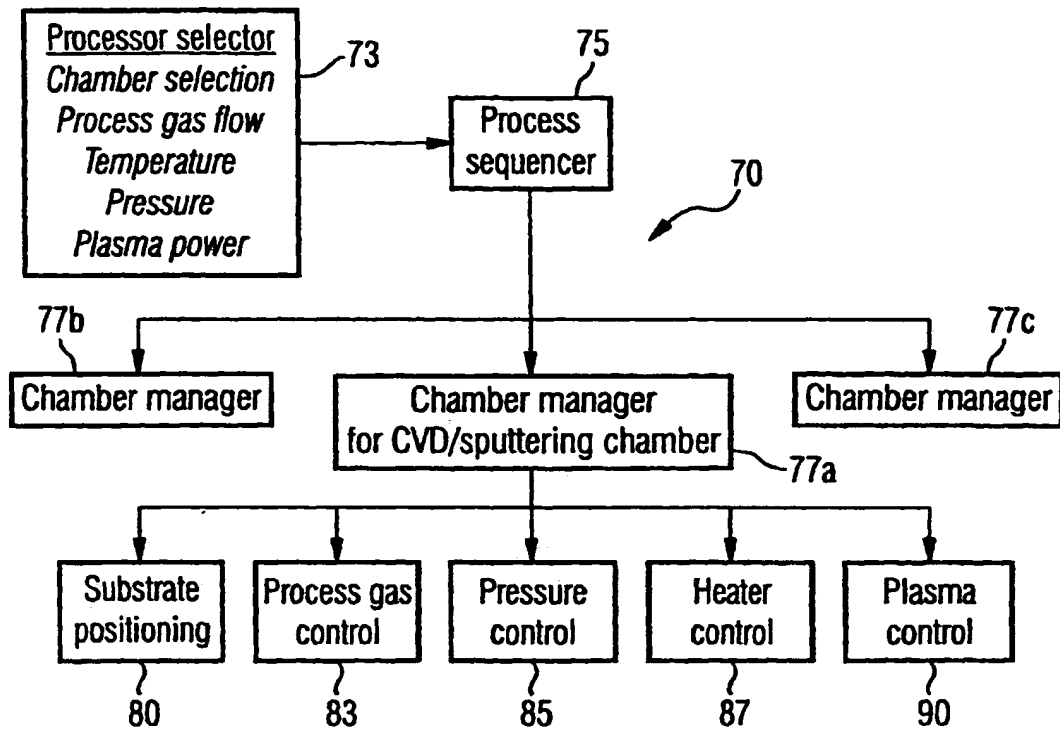 Processor selector
Chamber selection
Process gas flow
Temperature
Pressure
Plasma power
73
75
Process
sequencer
70
77b
Chamber manager
Chamber manager
for CVD/sputtering chamber
77a
77c
Chamber manager
Substrate
positioning
Process gas
control
Pressure
control
Heater
control
Plasma
control
80
83
85
87
90